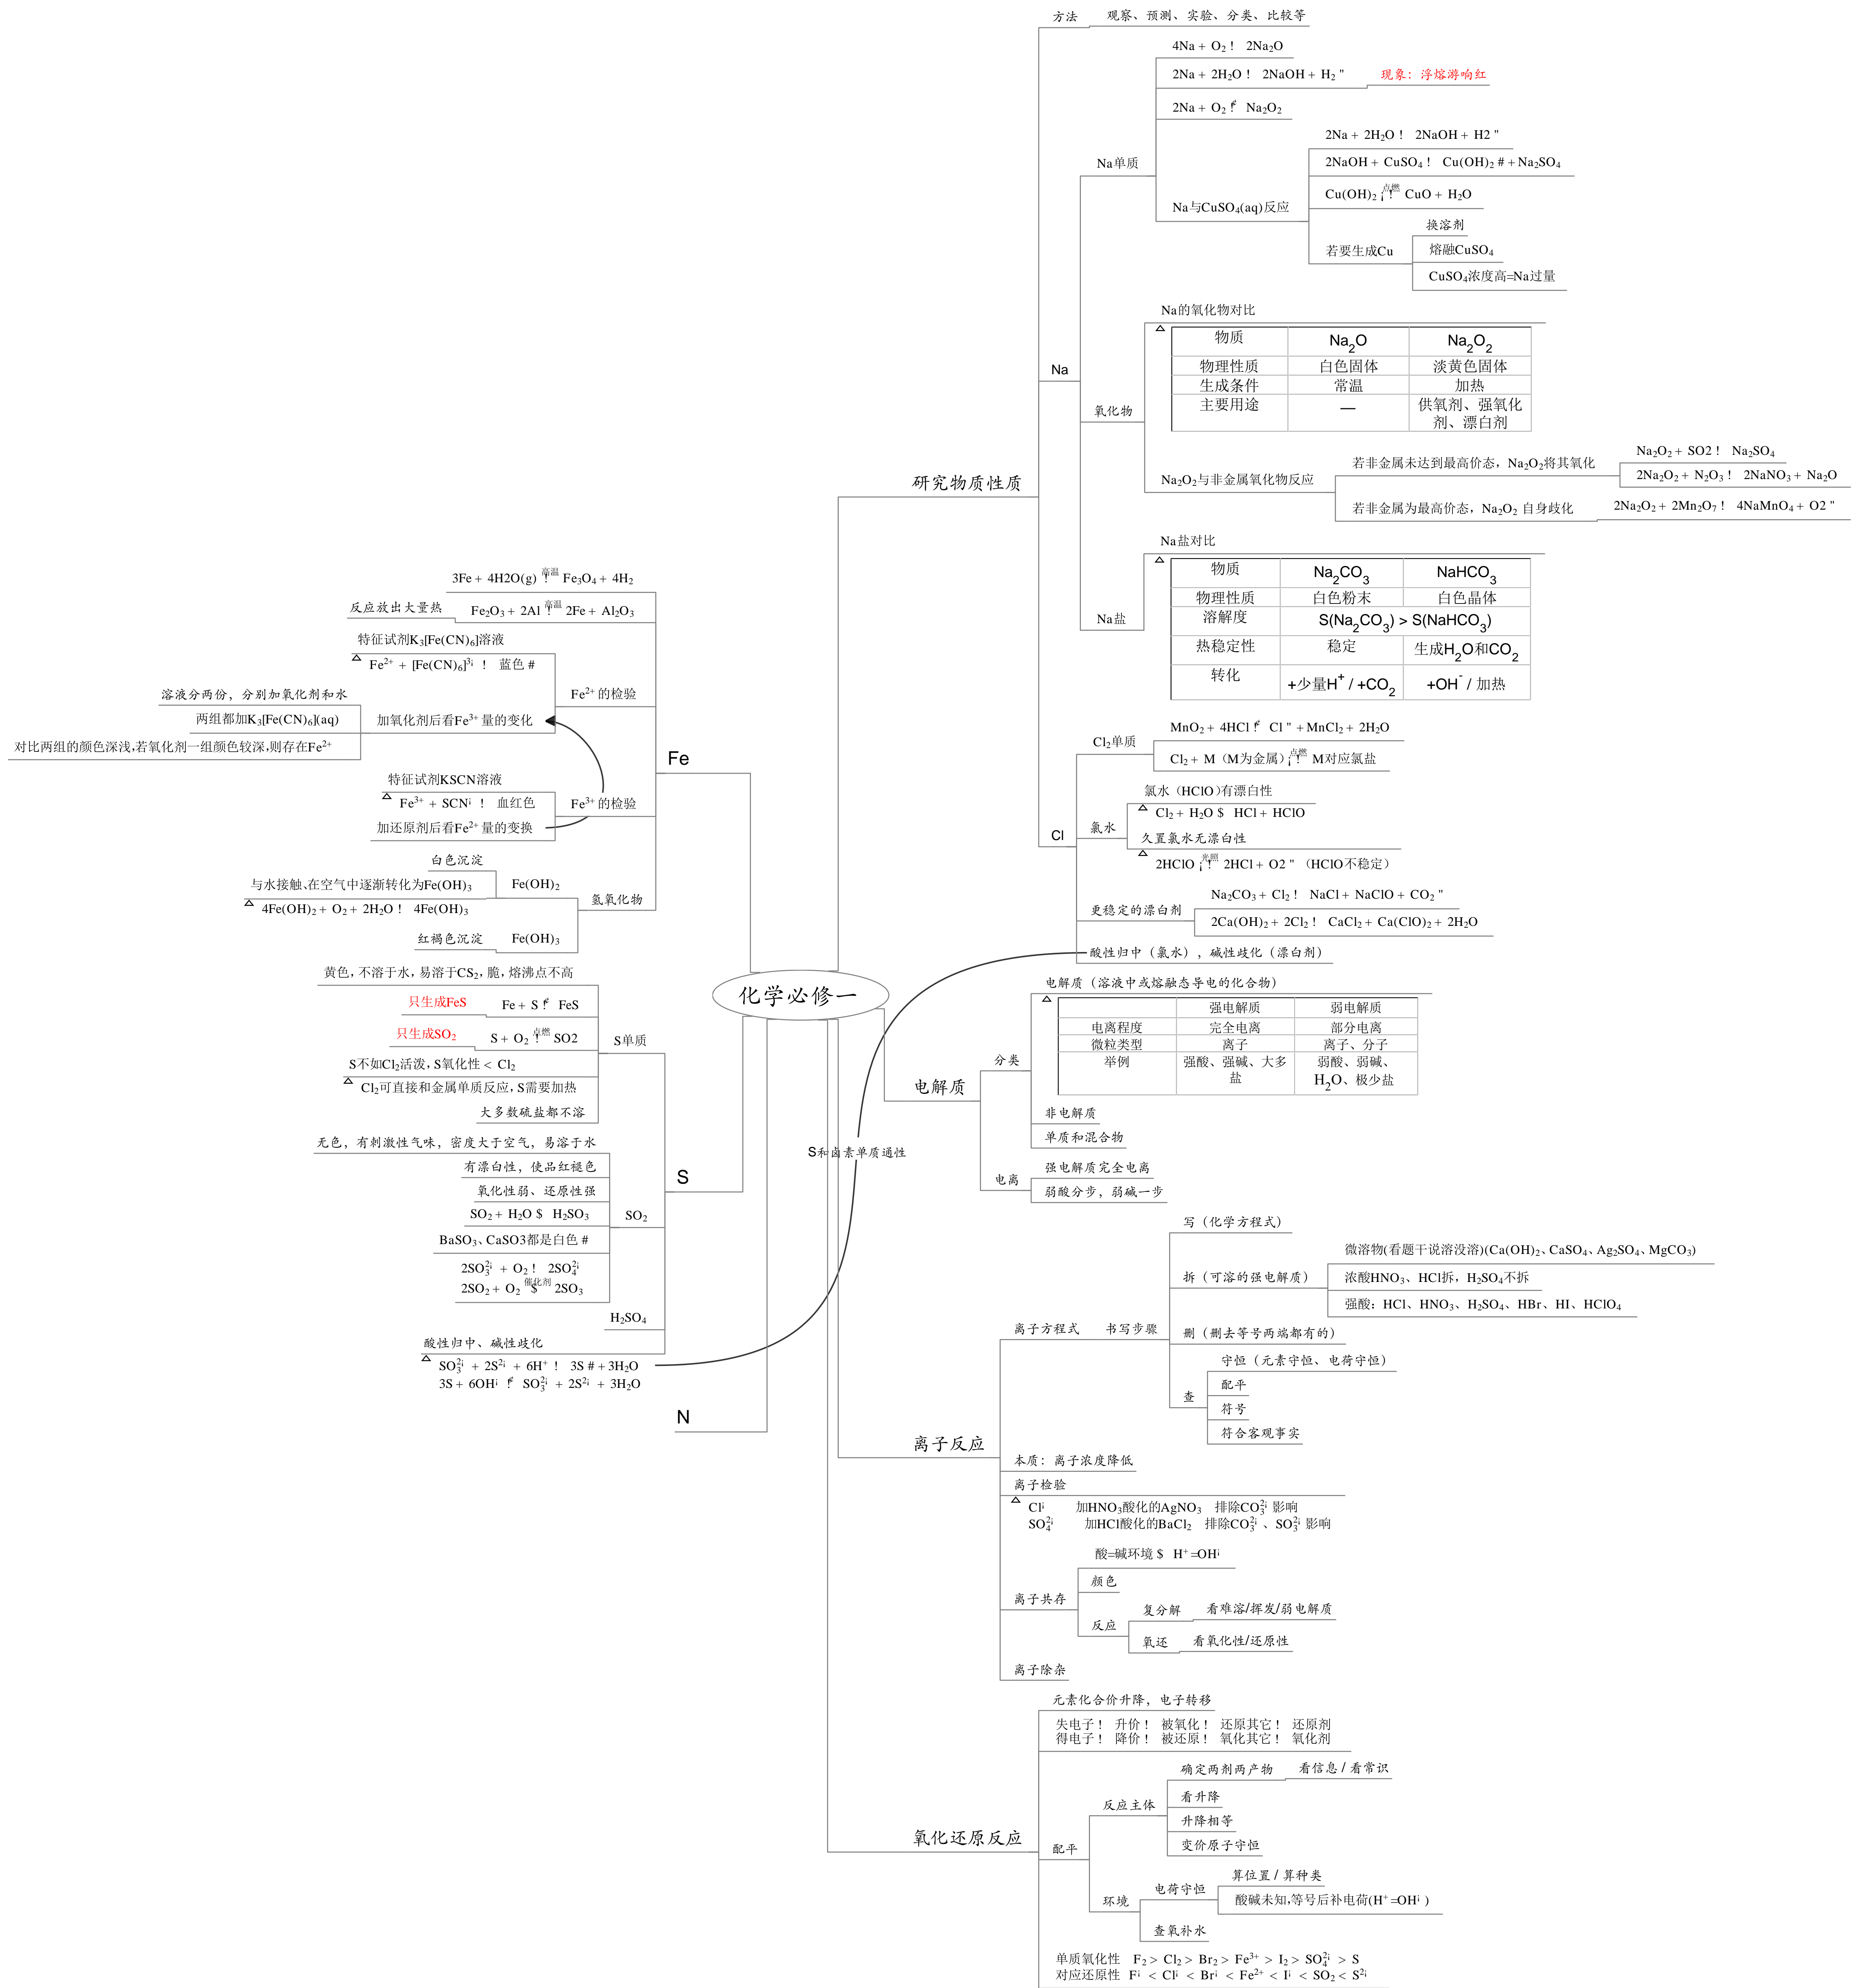 化学必修一
研究物质性质
方法
观察、预测、实验、分类、比较等
Na
Na单质
4Na + O₂ ! 2Na₂O
2Na + 2H₂O ! 2NaOH + H₂ "
现象：浮熔游响红
2Na + O₂ ! Na₂O₂
Na与CuSO₄(aq)反应
2Na + 2H₂O ! 2NaOH + H2 "
2NaOH + CuSO₄ ! Cu(OH)₂ # + Na₂SO₄
Cu(OH)₂ ¡点燃! CuO + H₂O
若要生成Cu
换溶剂
熔融CuSO₄
CuSO₄浓度高=Na过量
氧化物
Na的氧化物对比
物质 Na₂O Na₂O₂
物理性质 白色固体 淡黄色固体
生成条件 常温 加热
主要用途 — 供氧剂、强氧化
剂、漂白剂
Na₂O₂与非金属氧化物反应
若非金属未达到最高价态，Na₂O₂将其氧化
Na₂O₂ + SO2 ! Na₂SO₄
2Na₂O₂ + N₂O₃ ! 2NaNO₃ + Na₂O
若非金属为最高价态，Na₂O₂ 自身歧化
2Na₂O₂ + 2Mn₂O₇ ! 4NaMnO₄ + O2 "
Na盐
Na盐对比
物质 Na₂CO₃ NaHCO₃
物理性质 白色粉末 白色晶体
溶解度 S(Na₂CO₃) > S(NaHCO₃)
热稳定性 稳定 生成H₂O和CO₂
转化 +少量H⁺ / +CO₂ +OH⁻ / 加热
Cl
Cl₂单质
MnO₂ + 4HCl ! Cl " + MnCl₂ + 2H₂O
Cl₂ + M（M为金属）¡点燃! M对应氯盐
氯水
氯水（HClO)有漂白性
Cl₂ + H₂O $ HCl + HClO
久置氯水无漂白性
2HClO ¡光照! 2HCl + O2 "（HClO不稳定）
更稳定的漂白剂
Na₂CO₃ + Cl₂ ! NaCl + NaClO + CO₂ "
2Ca(OH)₂ + 2Cl₂ ! CaCl₂ + Ca(ClO)₂ + 2H₂O
酸性归中（氯水），碱性歧化（漂白剂）
S和卤素单质通性
电解质
分类
电解质（溶液中或熔融态导电的化合物）
强电解质 弱电解质
电离程度 完全电离 部分电离
微粒类型 离子 离子、分子
举例 强酸、强碱、大多 弱酸、弱碱、
盐 H₂O、极少盐
非电解质
单质和混合物
电离
强电解质完全电离
弱酸分步，弱碱一步
离子反应
离子方程式
书写步骤
写（化学方程式）
拆（可溶的强电解质）
微溶物(看题干说溶没溶)(Ca(OH)₂、CaSO₄、Ag₂SO₄、MgCO₃)
浓酸HNO₃、HCl拆，H₂SO₄不拆
强酸：HCl、HNO₃、H₂SO₄、HBr、HI、HClO₄
删（删去等号两端都有的）
查
守恒（元素守恒、电荷守恒）
配平
符号
符合客观事实
本质：离子浓度降低
离子检验
Cl¡ 加HNO₃酸化的AgNO₃ 排除CO₃²¡ 影响
SO₄²¡ 加HCl酸化的BaCl₂ 排除CO₃²¡ 、SO₃²¡ 影响
离子共存
酸=碱环境 $ H⁺=OH¡
颜色
反应
复分解
看难溶/挥发/弱电解质
氧还
看氧化性/还原性
离子除杂
氧化还原反应
元素化合价升降，电子转移
失电子 ! 升价 ! 被氧化 ! 还原其它 ! 还原剂
得电子 ! 降价 ! 被还原 ! 氧化其它 ! 氧化剂
配平
反应主体
确定两剂两产物
看信息 / 看常识
看升降
升降相等
变价原子守恒
环境
电荷守恒
算位置 / 算种类
酸碱未知,等号后补电荷(H⁺=OH¡ )
查氧补水
单质氧化性 F₂ > Cl₂ > Br₂ > Fe³⁺ > I₂ > SO₄²¡ > S
对应还原性 F¡ < Cl¡ < Br¡ < Fe²⁺ < I¡ < SO₂ < S²¡
Fe
3Fe + 4H2O(g) 高温! Fe₃O₄ + 4H₂
Fe₂O₃ + 2Al 高温! 2Fe + Al₂O₃
反应放出大量热
Fe²⁺ 的检验
特征试剂K₃[Fe(CN)₆]溶液
Fe²⁺ + [Fe(CN)₆]³¡ ! 蓝色 #
加氧化剂后看Fe³⁺ 量的变化
溶液分两份，分别加氧化剂和水
两组都加K₃[Fe(CN)₆](aq)
对比两组的颜色深浅,若氧化剂一组颜色较深,则存在Fe²⁺
Fe³⁺ 的检验
特征试剂KSCN溶液
Fe³⁺ + SCN¡ ! 血红色
加还原剂后看Fe²⁺ 量的变换
氢氧化物
Fe(OH)₂
白色沉淀
与水接触、在空气中逐渐转化为Fe(OH)₃
4Fe(OH)₂ + O₂ + 2H₂O ! 4Fe(OH)₃
Fe(OH)₃
红褐色沉淀
S
S单质
黄色,不溶于水,易溶于CS₂,脆,熔沸点不高
Fe + S ! FeS
只生成FeS
S + O₂ 点燃! SO2
只生成SO₂
S不如Cl₂活泼,S氧化性 < Cl₂
Cl₂可直接和金属单质反应,S需要加热
大多数硫盐都不溶
SO₂
无色，有刺激性气味，密度大于空气，易溶于水
有漂白性，使品红褪色
氧化性弱、还原性强
SO₂ + H₂O $ H₂SO₃
BaSO₃、CaSO3都是白色 #
2SO₃²¡ + O₂ ! 2SO₄²¡
2SO₂ + O₂ 催化剂$ 2SO₃
H₂SO₄
酸性归中、碱性歧化
SO₃²¡ + 2S²¡ + 6H⁺ ! 3S # + 3H₂O
3S + 6OH¡ ! SO₃²¡ + 2S²¡ + 3H₂O
N